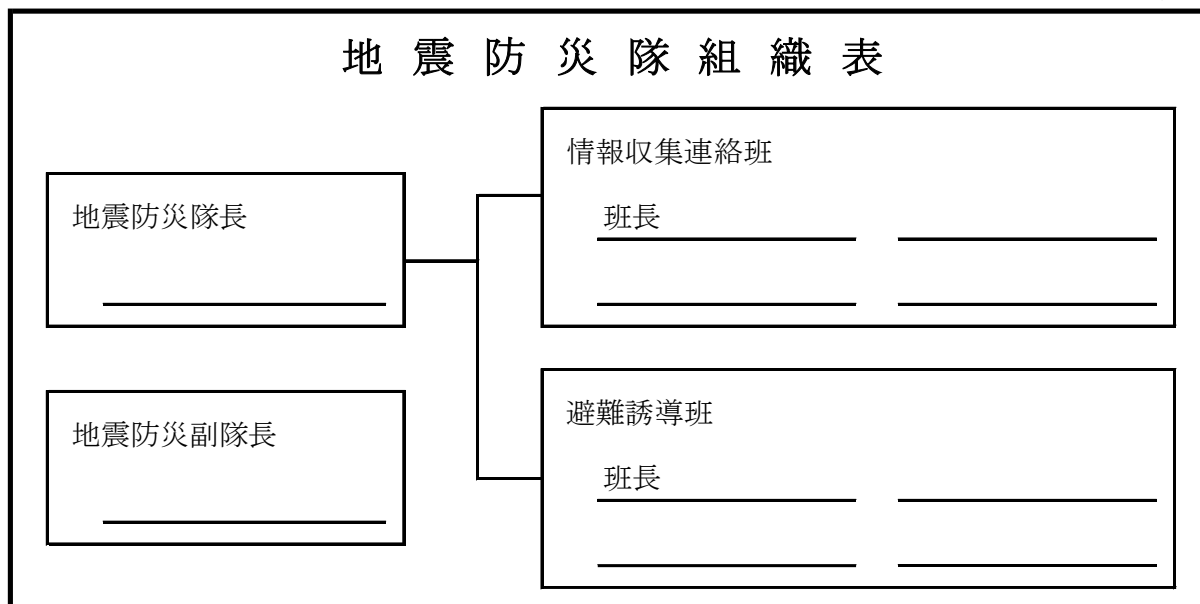 地震防災隊組織表
地震防災隊長
地震防災副隊長
情報収集連絡班
班長
避難誘導班
班長